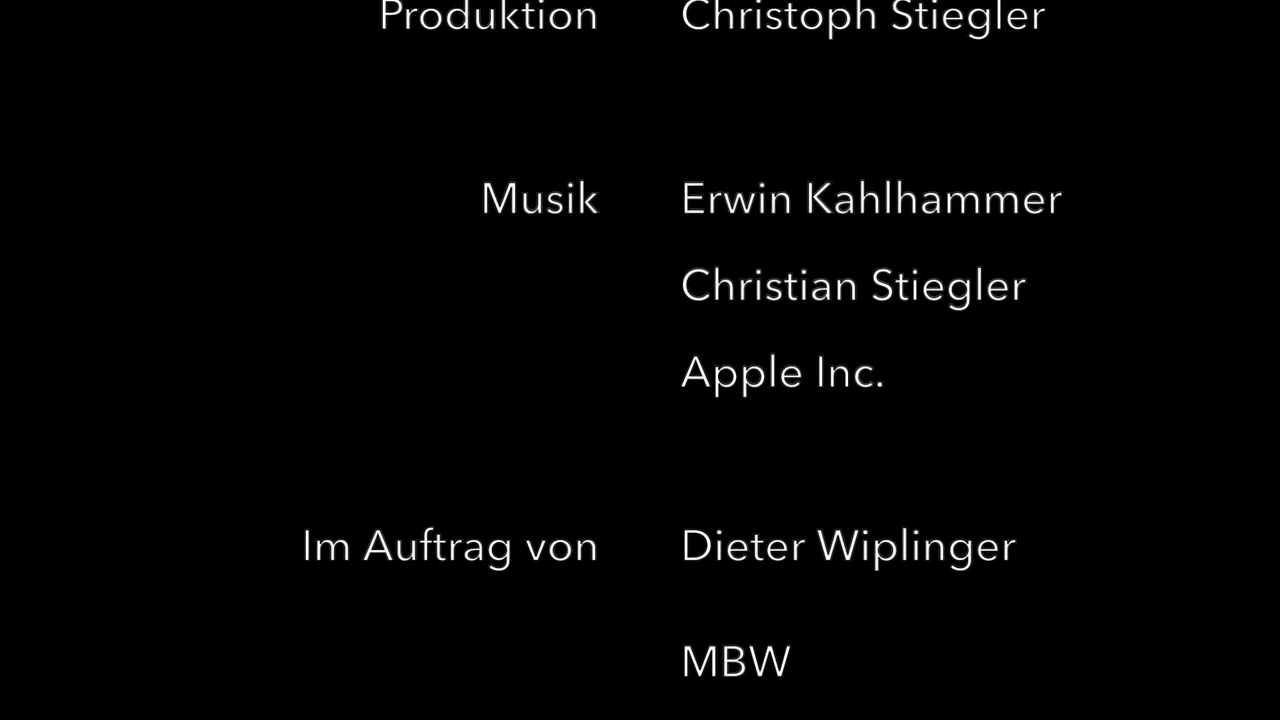 Produktion Christoph Stiegler
Musik Erwin Kahlhammer
Christian Stiegler
Apple Inc.
Im Auftrag von Dieter Wiplinger
MBW